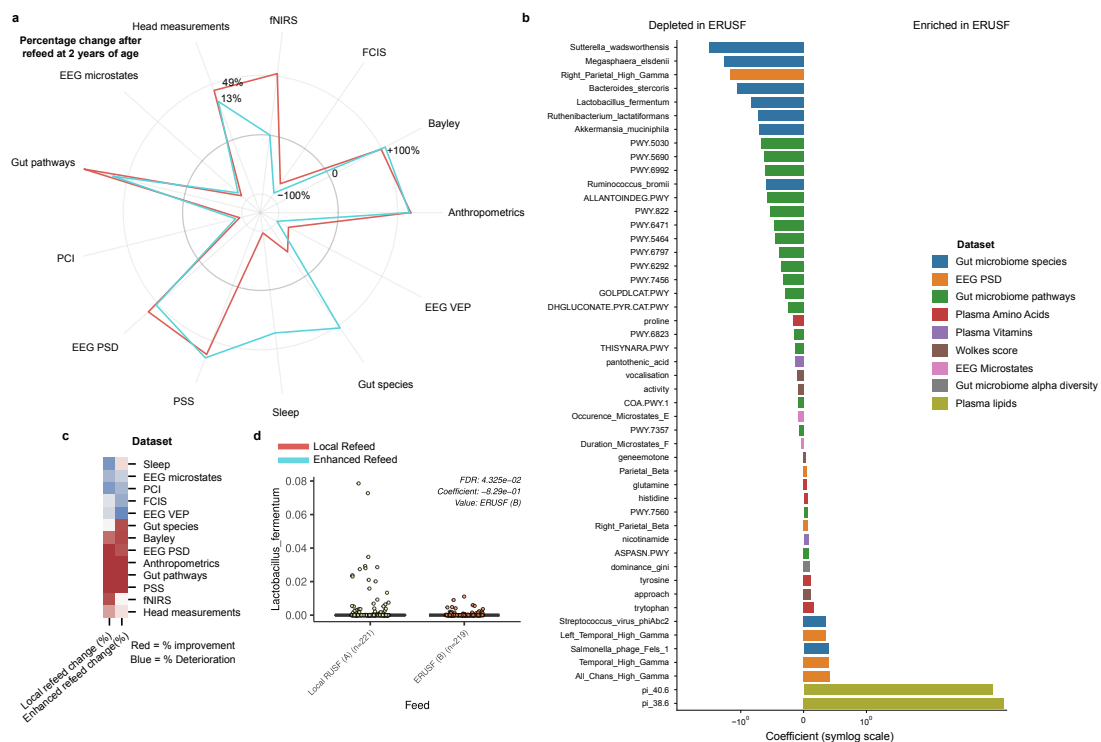 a
Percentage change after
refeed at 2 years of age
fNIRS
Head measurements
FCIS
EEG microstates
49%
13%
Bayley
+100%
Gut pathways
0
−100%
Anthropometrics
PCI
EEG VEP
EEG PSD
Gut species
PSS
Sleep
b
Depleted in ERUSF
Enriched in ERUSF
Sutterella_wadsworthensis
Megasphaera_elsdenii
Right_Parietal_High_Gamma
Bacteroides_stercoris
Lactobacillus_fermentum
Ruthenibacterium_lactatiformans
Akkermansia_muciniphila
PWY.5030
PWY.5690
PWY.6992
Ruminococcus_bromii
ALLANTOINDEG.PWY
PWY.822
PWY.6471
PWY.5464
PWY.6797
PWY.6292
PWY.7456
GOLPDLCAT.PWY
DHGLUCONATE.PYR.CAT.PWY
proline
PWY.6823
THISYNARA.PWY
pantothenic_acid
vocalisation
activity
COA.PWY.1
Occurence_Microstates_E
PWY.7357
Duration_Microstates_F
geneemotone
Parietal_Beta
glutamine
histidine
PWY.7560
Right_Parietal_Beta
nicotinamide
ASPASN.PWY
dominance_gini
tyrosine
approach
trytophan
Streptococcus_virus_phiAbc2
Left_Temporal_High_Gamma
Salmonella_phage_Fels_1
Temporal_High_Gamma
All_Chans_High_Gamma
pi_40.6
pi_38.6
−10⁰
0
10⁰
Coefficient (symlog scale)
Dataset
Gut microbiome species
EEG PSD
Gut microbiome pathways
Plasma Amino Acids
Plasma Vitamins
Wolkes score
EEG Microstates
Gut microbiome alpha diversity
Plasma lipids
c
Dataset
Sleep
EEG microstates
PCI
FCIS
EEG VEP
Gut species
Bayley
EEG PSD
Anthropometrics
Gut pathways
PSS
fNIRS
Head measurements
Local refeed change (%)
Enhanced refeed change(%)
Red = % improvement
Blue = % Deterioration
d
Local Refeed
Enhanced Refeed
FDR: 4.325e−02
Coefficient: −8.29e−01
Value: ERUSF (B)
Lactobacillus_fermentum
0.08
0.06
0.04
0.02
0.00
Local RUSF (A) (n=221)
ERUSF (B) (n=219)
Feed